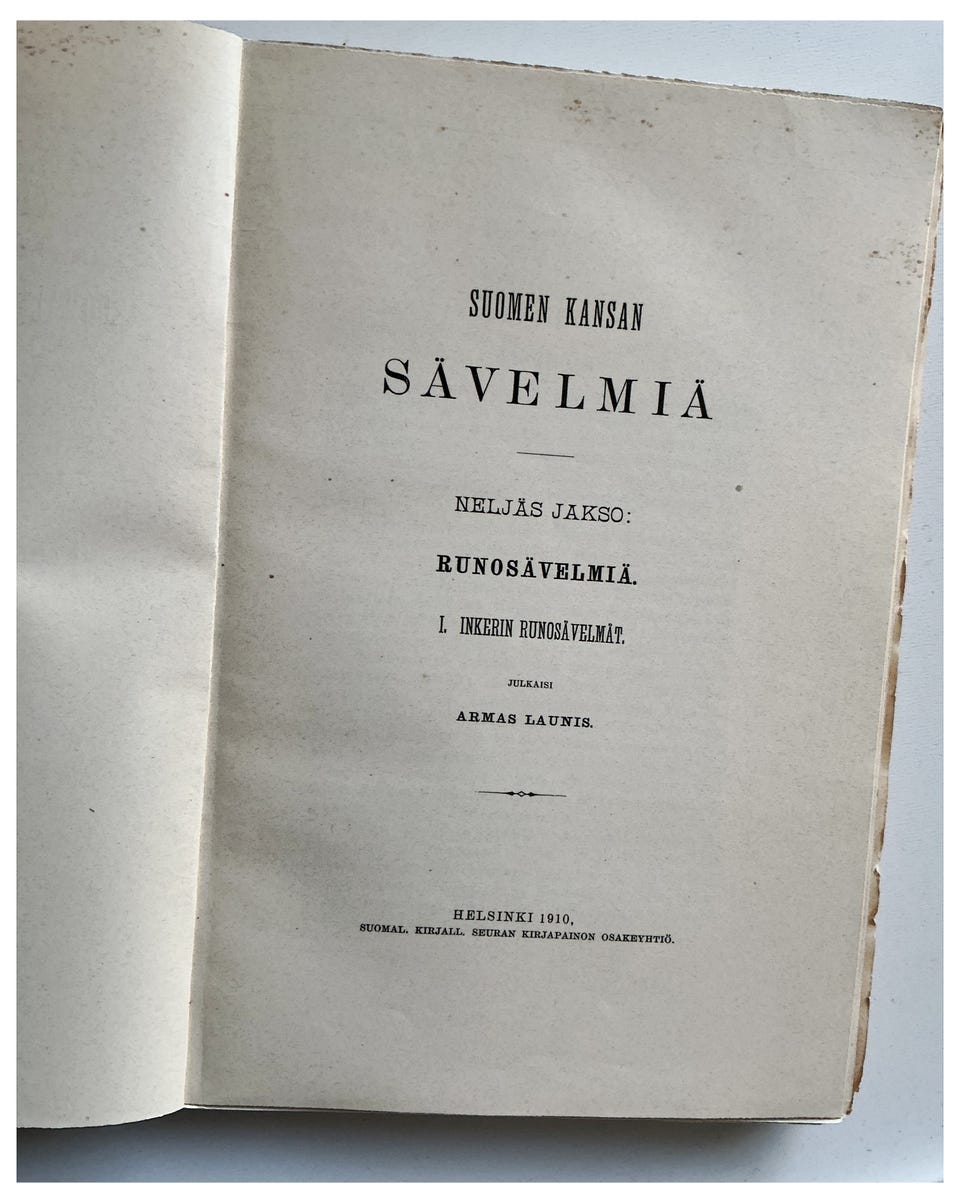 SUOMEN KANSAN
SÄVELMIÄ
NELJÄS JAKSO:
RUNOSÄVELMIÄ.
I. INKERIN RUNOSÄVELMÄT.
JULKAISI
ARMAS LAUNIS.
HELSINKI 1910,
SUOMAL. KIRJALL. SEURAN KIRJAPAINON OSAKEYHTIÖ.